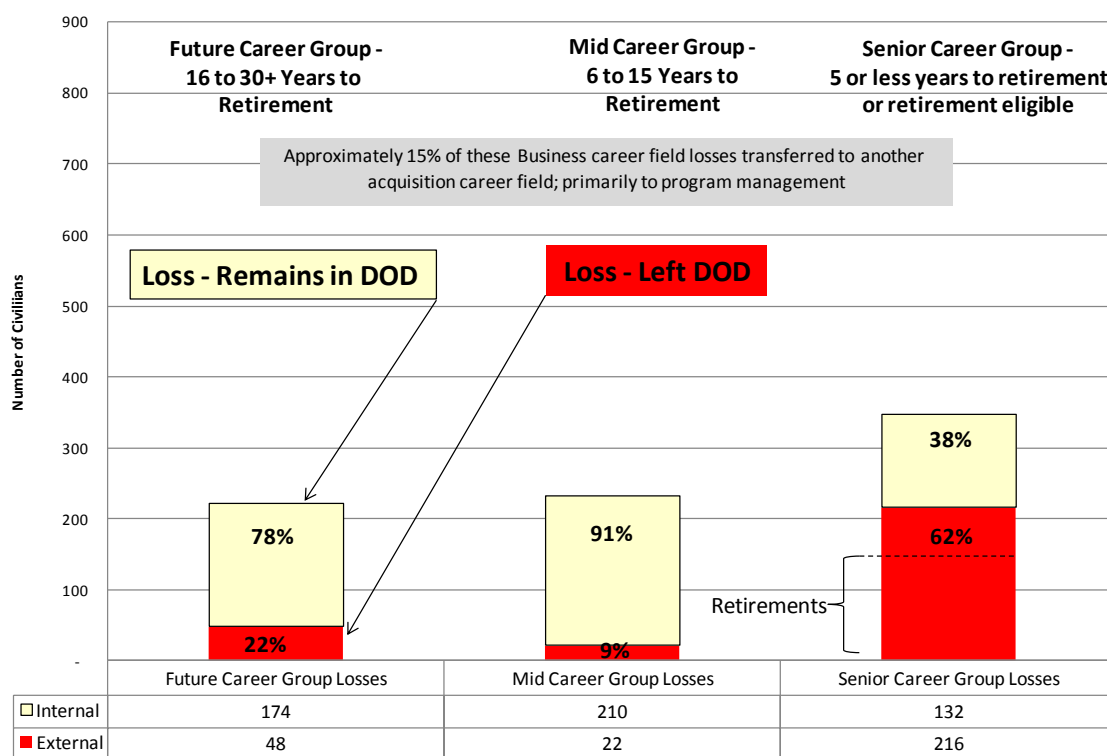 900
800
700
600
500
400
300
200
100
-
Number of Civiliians
Future Career Group -
16 to 30+ Years to
Retirement
Mid Career Group -
6 to 15 Years to
Retirement
Senior Career Group -
5 or less years to retirement
or retirement eligible
Approximately 15% of these Business career field losses transferred to another
acquisition career field; primarily to program management
Loss - Remains in DOD
Loss - Left DOD
78%
22%
91%
9%
38%
62%
Retirements
Future Career Group Losses Mid Career Group Losses Senior Career Group Losses
Internal 174 210 132
External 48 22 216